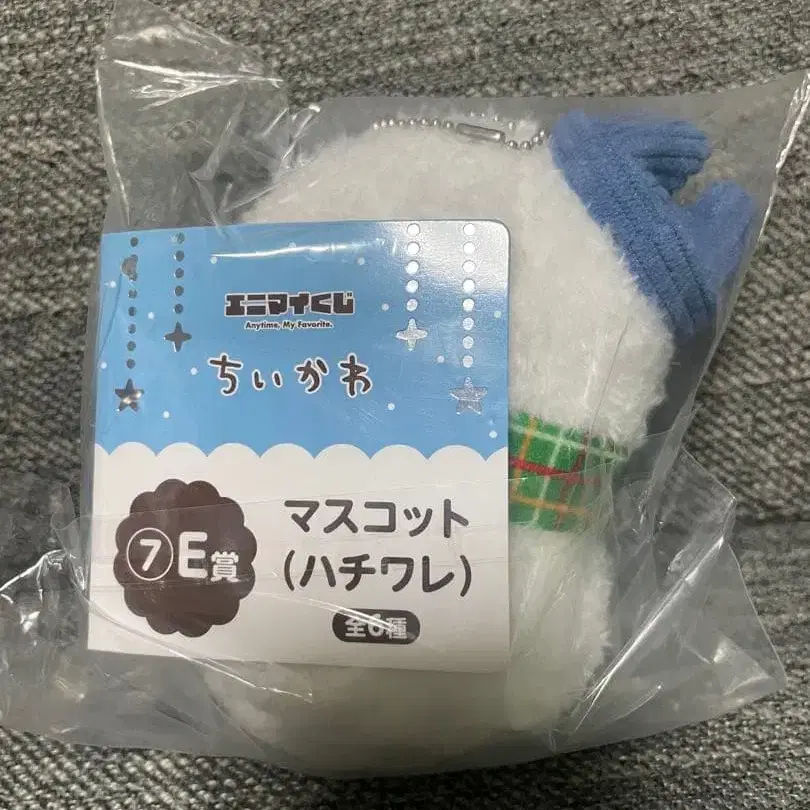 エニマイくじ
Anytime, My Favorite.
ちいかわ
⑦E賞
マスコット
(ハチワレ)
全6種